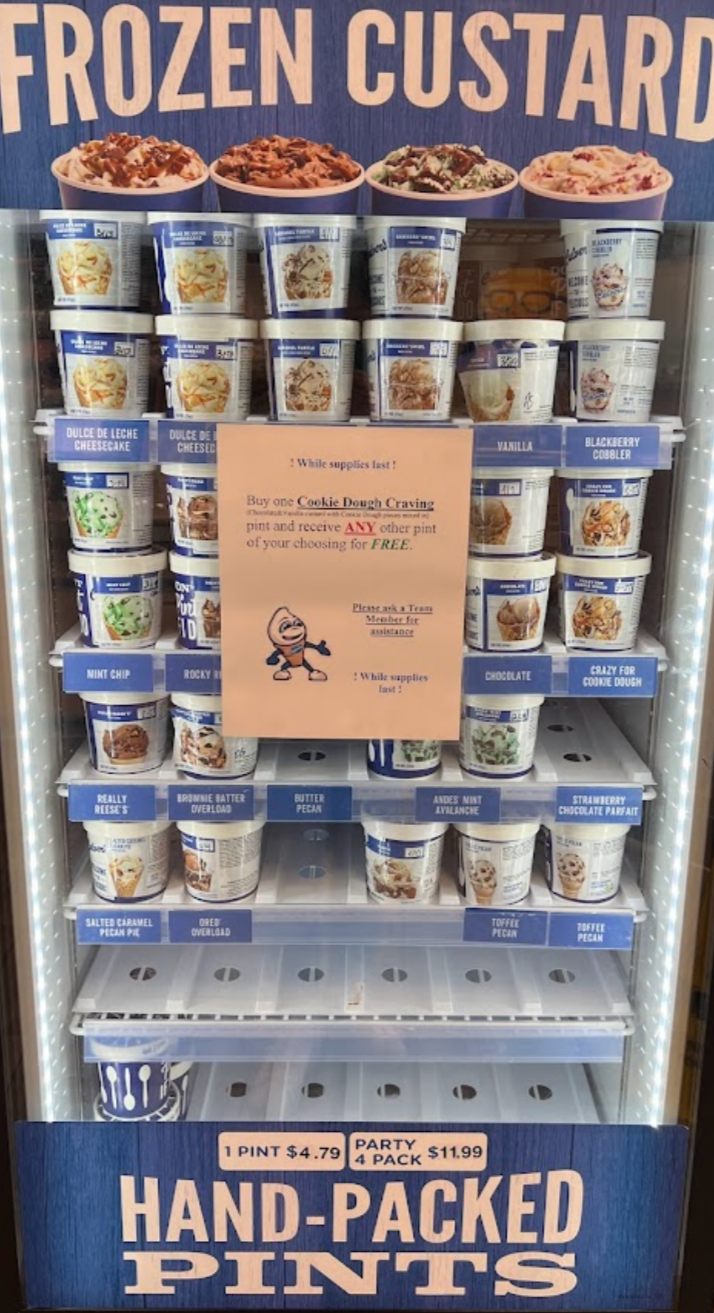 FROZEN CUSTARD
DULCE DE LECHE
CHEESECAKE
DULCE DE
CHEESEC
VANILLA
BLACKBERRY
COBBLER
! While supplies last !
Buy one Cookie Dough Craving
pint and receive ANY other pint
of your choosing for FREE.
Please ask a Team
Member for
assistance
! While supplies
last !
MINT CHIP
ROCKY R
CHOCOLATE
CRAZY FOR
COOKIE DOUGH
REALLY
REESE'S
BROWNIE BATTER
OVERLOAD
BUTTER
PECAN
ANDES MINT
AVALANCHE
STRAWBERRY
CHOCOLATE PARFAIT
SALTED CARAMEL
PECAN PIE
OREO
OVERLOAD
TOFFEE
PECAN
TOFFEE
PECAN
1 PINT $4.79
PARTY
4 PACK $11.99
HAND-PACKED
PINTS